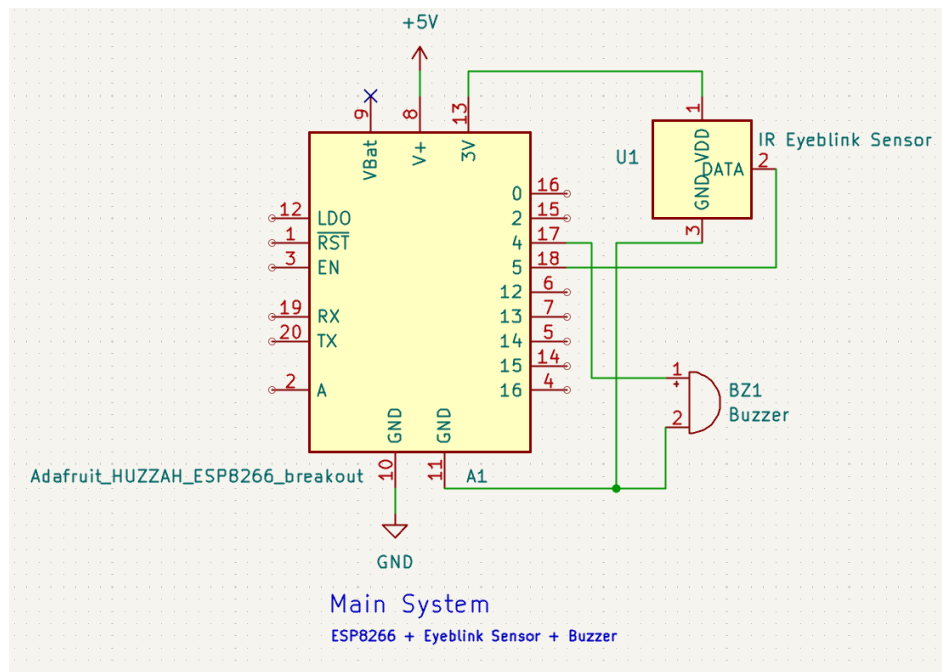 +5V
9
8
13
VBat
V+
3V
1
IR Eyeblink Sensor
U1
VDD
DATA
2
GND
3
0
16
2
15
12
LDO
4
17
1
RST
5
18
3
EN
12
6
19
RX
13
7
20
TX
14
5
15
14
2
A
16
4
1
+
BZ1
Buzzer
2
GND
GND
Adafruit_HUZZAH_ESP8266_breakout
10
11
A1
GND
Main System
ESP8266 + Eyeblink Sensor + Buzzer